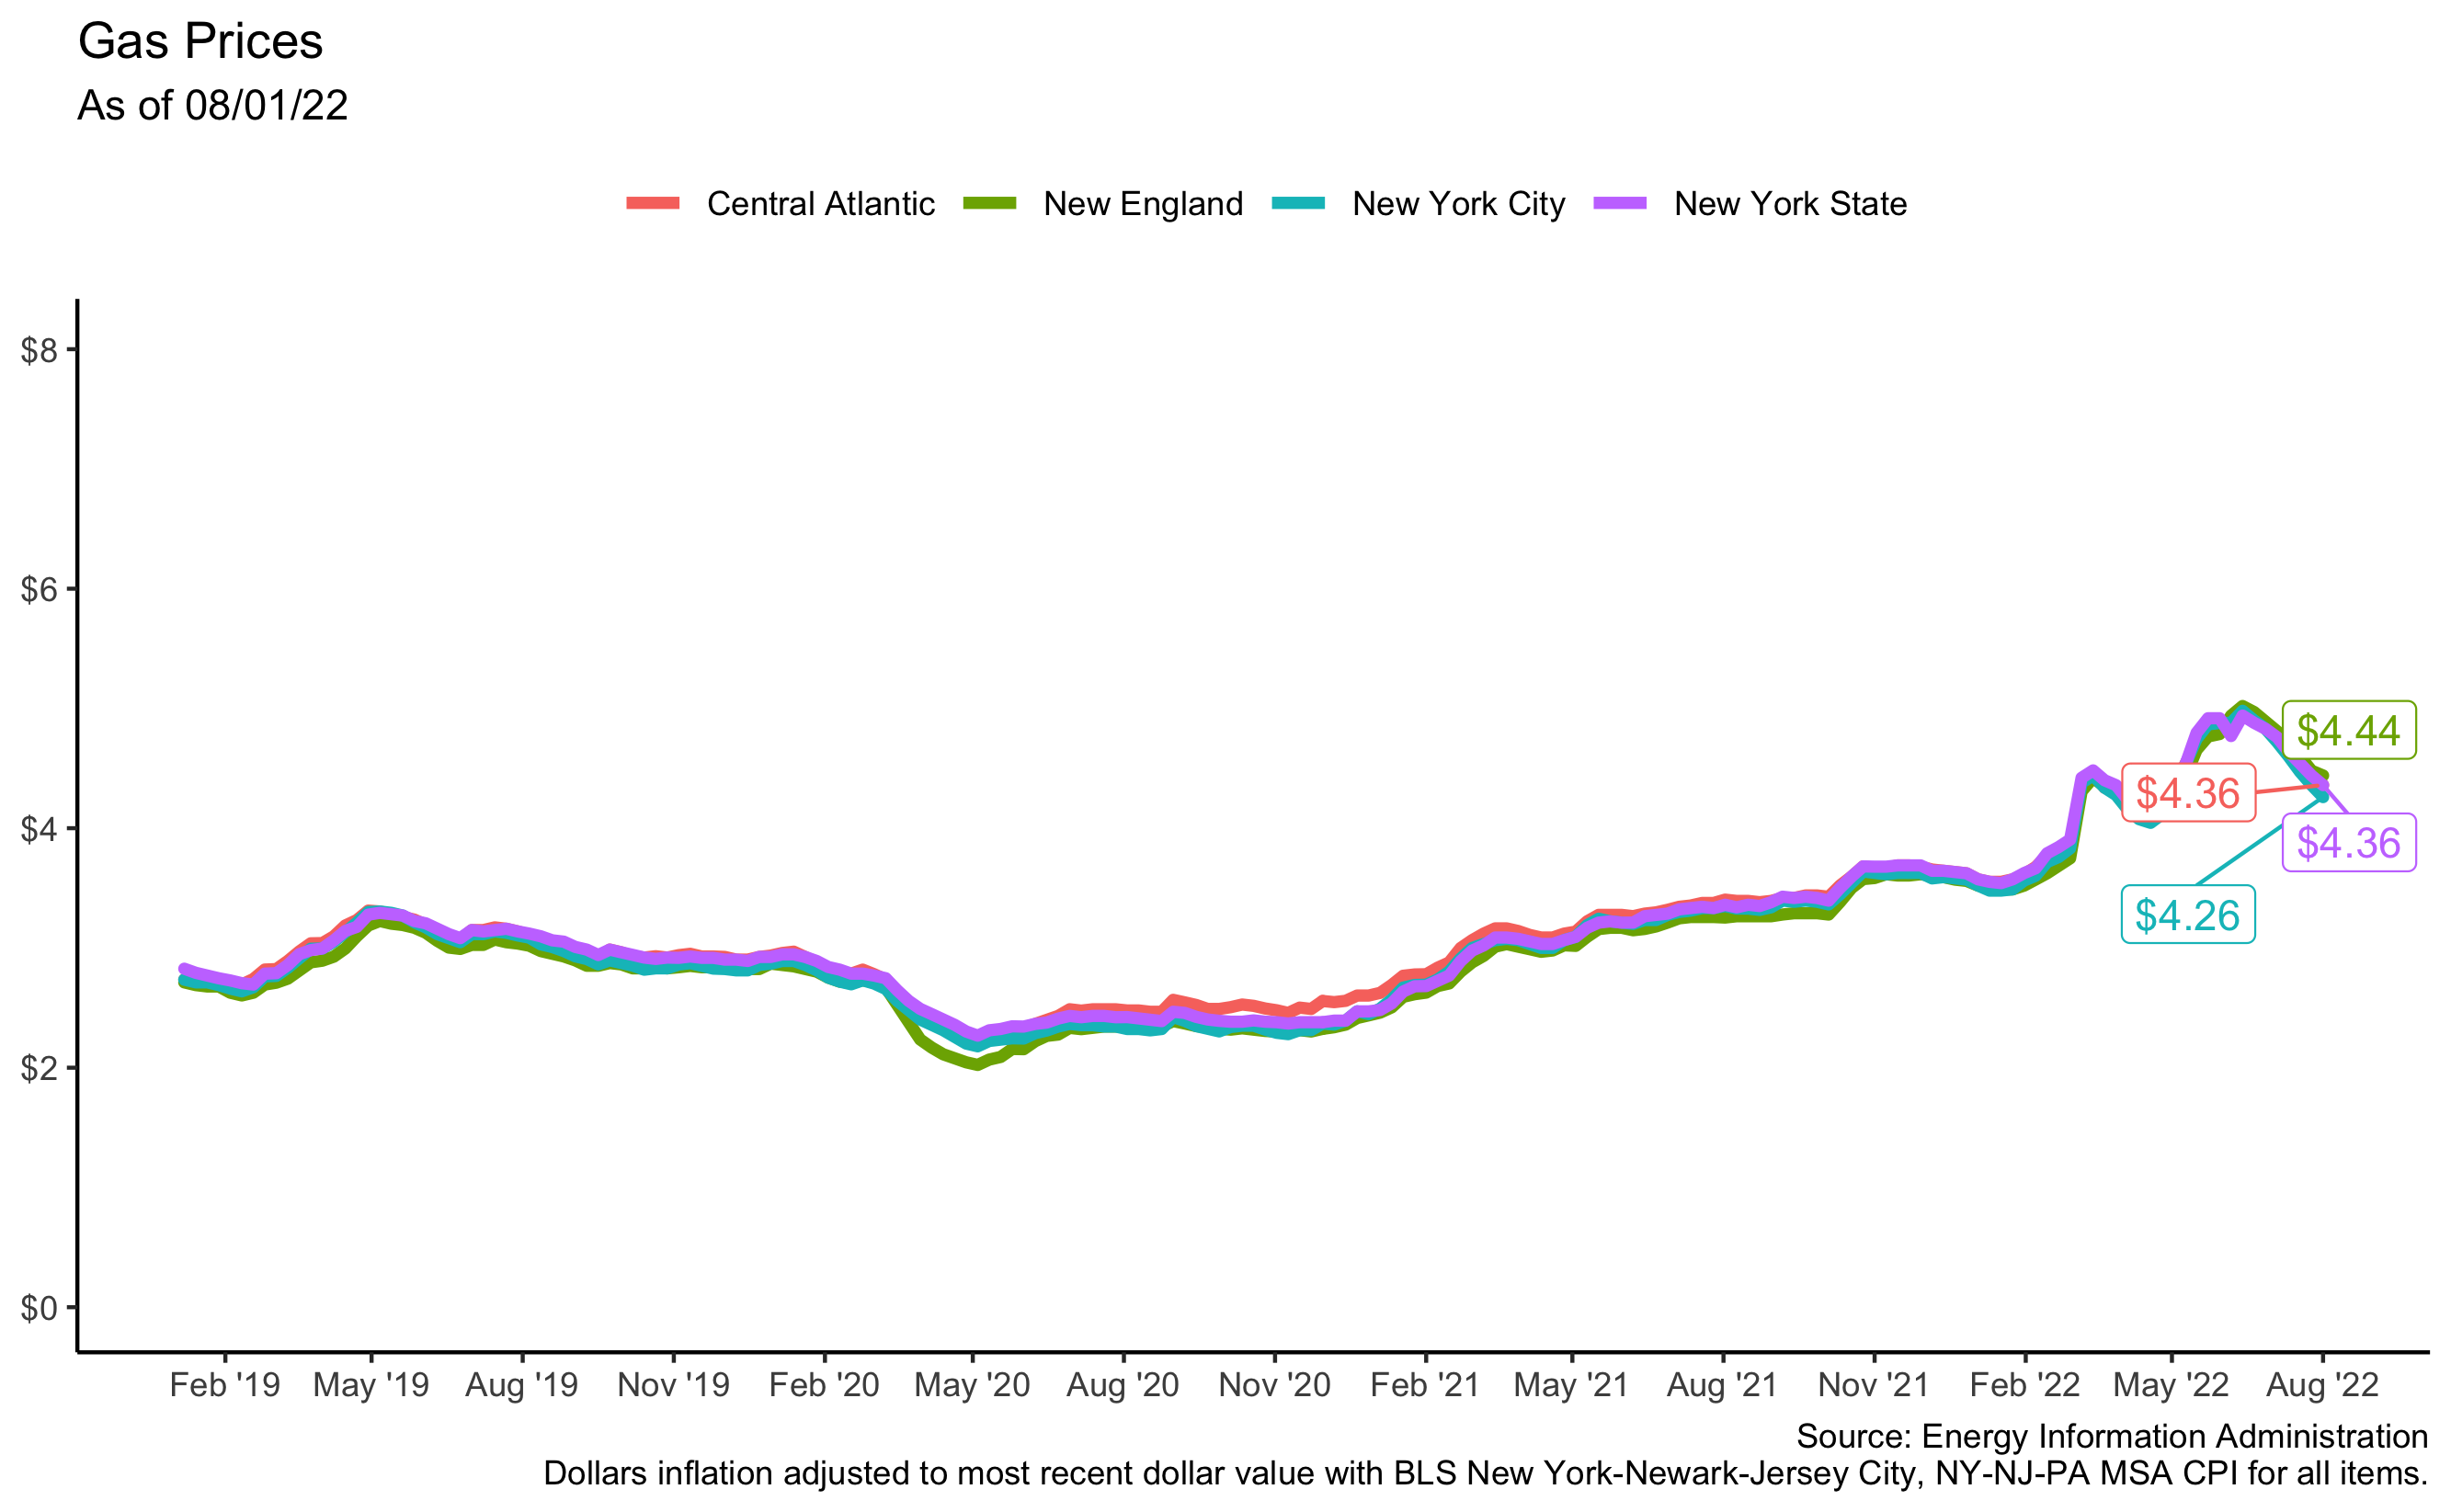 Gas Prices
As of 08/01/22
Central Atlantic New England New York City New York State
$8
$6
$4
$2
$0
$4.44
$4.36
$4.36
$4.26
Feb '19 May '19 Aug '19 Nov '19 Feb '20 May '20 Aug '20 Nov '20 Feb '21 May '21 Aug '21 Nov '21 Feb '22 May '22 Aug '22
Source: Energy Information Administration
Dollars inflation adjusted to most recent dollar value with BLS New York-Newark-Jersey City, NY-NJ-PA MSA CPI for all items.